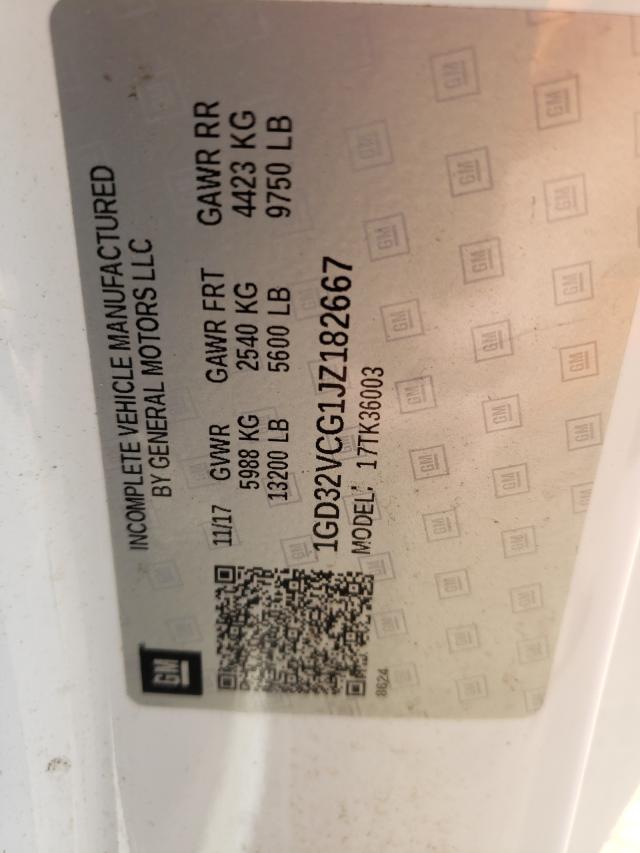 GM
INCOMPLETE VEHICLE MANUFACTURED
BY GENERAL MOTORS LLC
11/17 GVWR GAWR FRT GAWR RR
5988 KG 2540 KG 4423 KG
13200 LB 5600 LB 9750 LB
1GD32VCG1JZ182667
MODEL: 17TK36003
8624